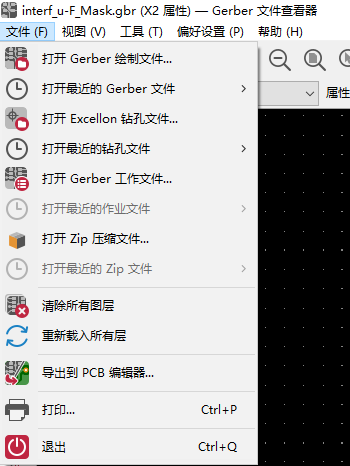 interf_u-F_Mask.gbr (X2 属性) — Gerber 文件查看器
文件 (F) 视图 (V) 工具 (T) 偏好设置 (P) 帮助 (H)
打开 Gerber 绘制文件...
打开最近的 Gerber 文件
属性
打开 Excellon 钻孔文件...
打开最近的钻孔文件
打开 Gerber 工作文件...
打开最近的作业文件
打开 Zip 压缩文件...
打开最近的 Zip 文件
清除所有图层
重新载入所有层
导出到 PCB 编辑器...
打印... Ctrl+P
退出 Ctrl+Q